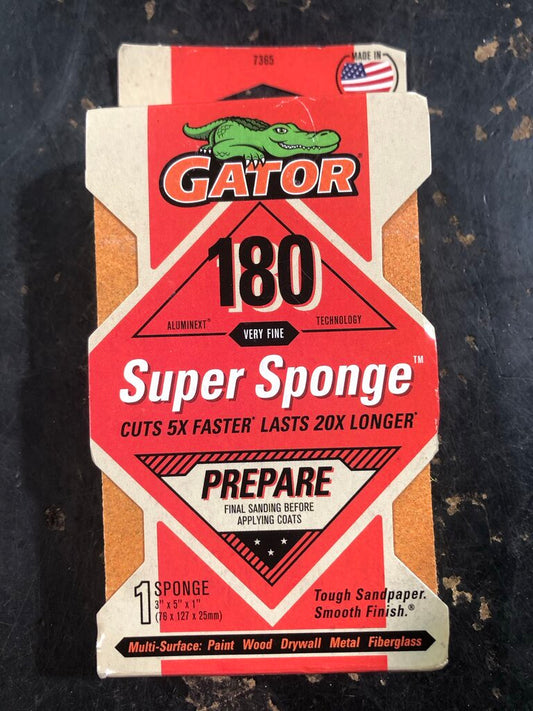 7365
MADE IN
GATOR®
180
ALUMINEXT® TECHNOLOGY
VERY FINE
Super Sponge™
CUTS 5X FASTER* LASTS 20X LONGER*
PREPARE
FINAL SANDING BEFORE
APPLYING COATS
1 SPONGE
3" x 5" x 1"
(76 x 127 x 25mm)
Tough Sandpaper.
Smooth Finish.®
Multi-Surface: Paint Wood Drywall Metal Fiberglass